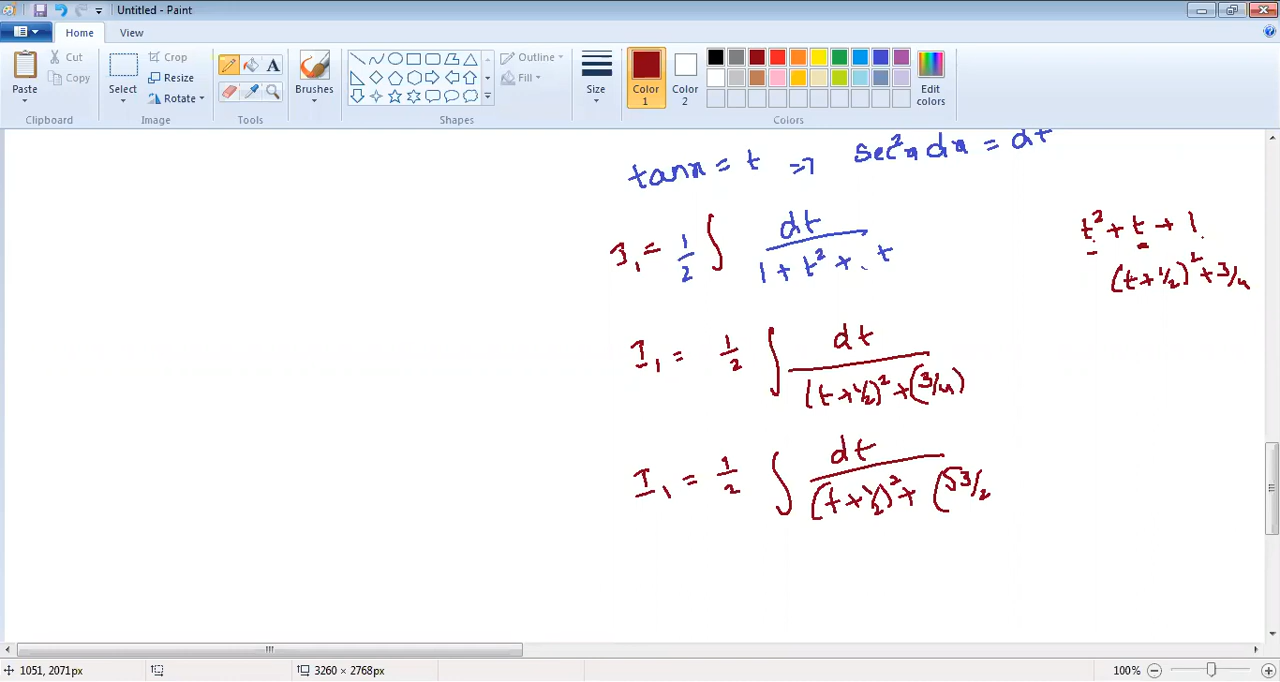 Untitled - Paint
Home View
Paste
Cut
Copy
Clipboard
Select
Crop
Resize
Rotate
Image
Tools
Brushes
Shapes
Outline
Fill
Size
Color 1
Color 2
Edit colors
Colors
tanx = t => sec²x dx = dt
I₁ = 1/2 ∫ dt / 1 + t² + t
t² + t + 1
(t+1/2)² + 3/4
I₁ = 1/2 ∫ dt / (t+1/2)² + (3/4)
I₁ = 1/2 ∫ dt / (t+1/2)² + (√3/2
1051, 2071px
3260 × 2768px
100%